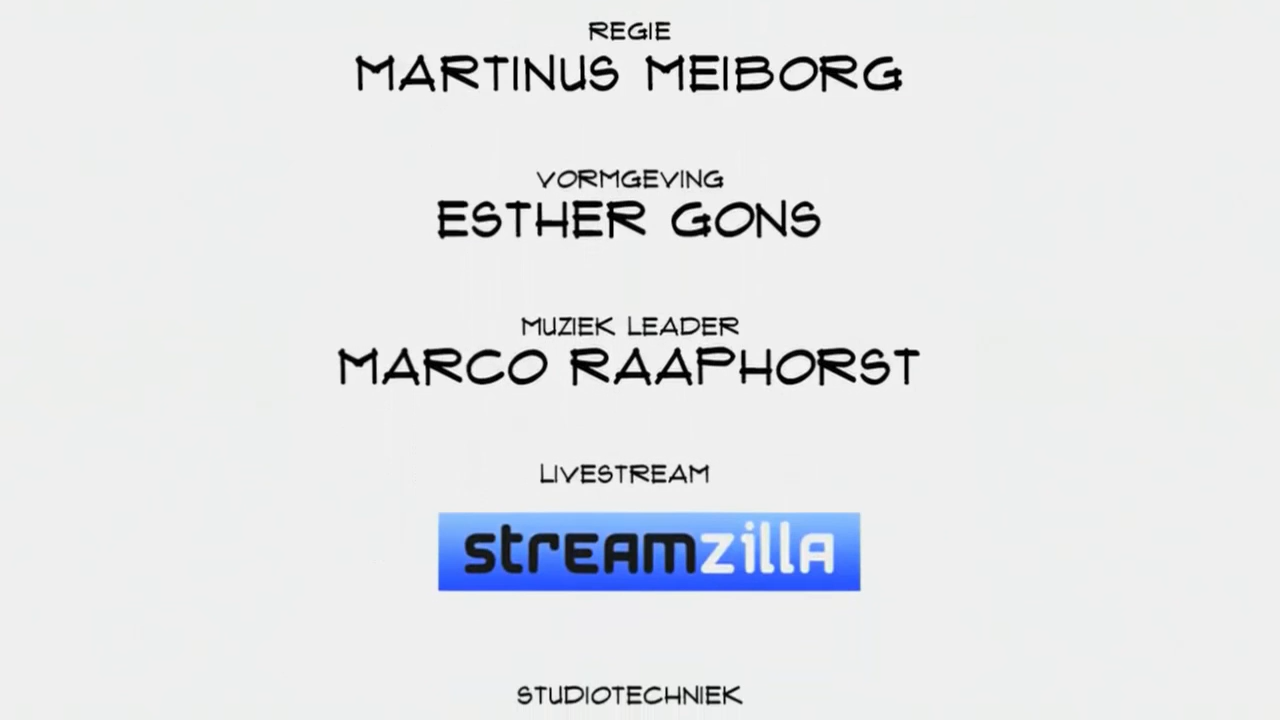 REGIE
MARTINUS MEIBORG
VORMGEVING
ESTHER GONS
MUZIEK LEADER
MARCO RAAPHORST
LIVESTREAM
streamzilla
STUDIOTECHNIEK